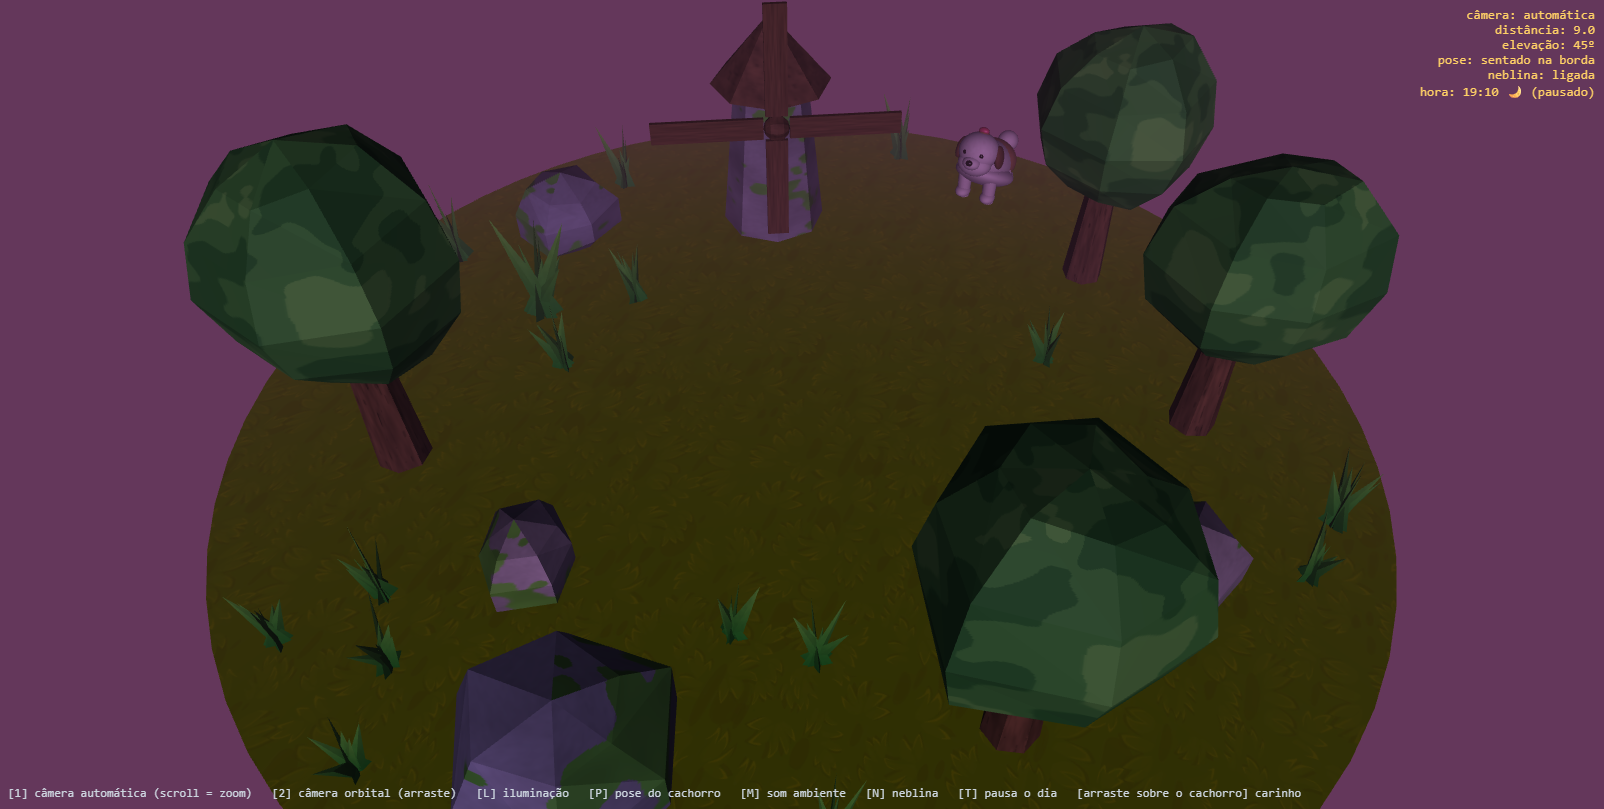 câmera: automática
distância: 9.0
elevação: 45º
pose: sentado na borda
neblina: ligada
hora: 19:10 🌙 (pausado)
[1] câmera automática (scroll = zoom) [2] câmera orbital (arraste) [L] iluminação [P] pose do cachorro [M] som ambiente [N] neblina [T] pausa o dia [arraste sobre o cachorro] carinho